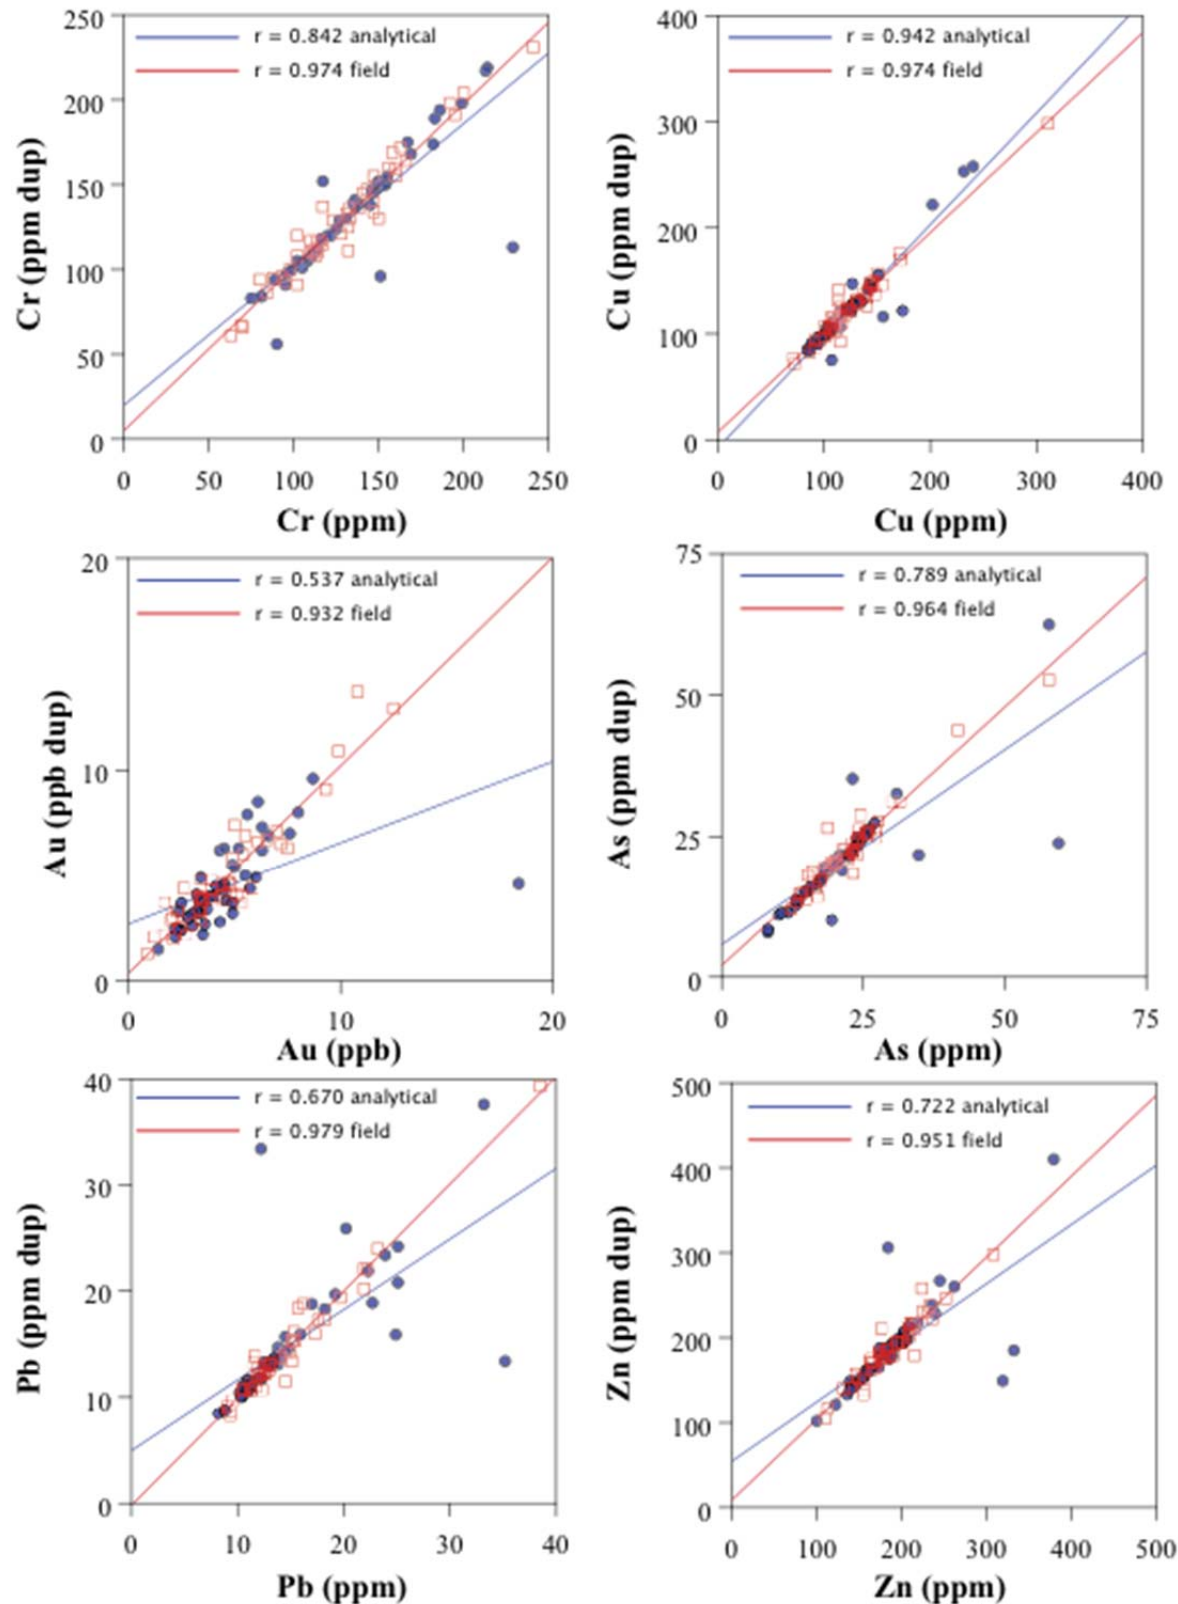 250
200
150
100
50
0
Cr (ppm dup)
r = 0.842 analytical
r = 0.974 field
0 50 100 150 200 250
Cr (ppm)
400
300
200
100
0
Cu (ppm dup)
r = 0.942 analytical
r = 0.974 field
0 100 200 300 400
Cu (ppm)
20
10
0
Au (ppb dup)
r = 0.537 analytical
r = 0.932 field
0 10 20
Au (ppb)
75
50
25
0
As (ppm dup)
r = 0.789 analytical
r = 0.964 field
0 25 50 75
As (ppm)
40
30
20
10
0
Pb (ppm dup)
r = 0.670 analytical
r = 0.979 field
0 10 20 30 40
Pb (ppm)
500
400
300
200
100
0
Zn (ppm dup)
r = 0.722 analytical
r = 0.951 field
0 100 200 300 400 500
Zn (ppm)